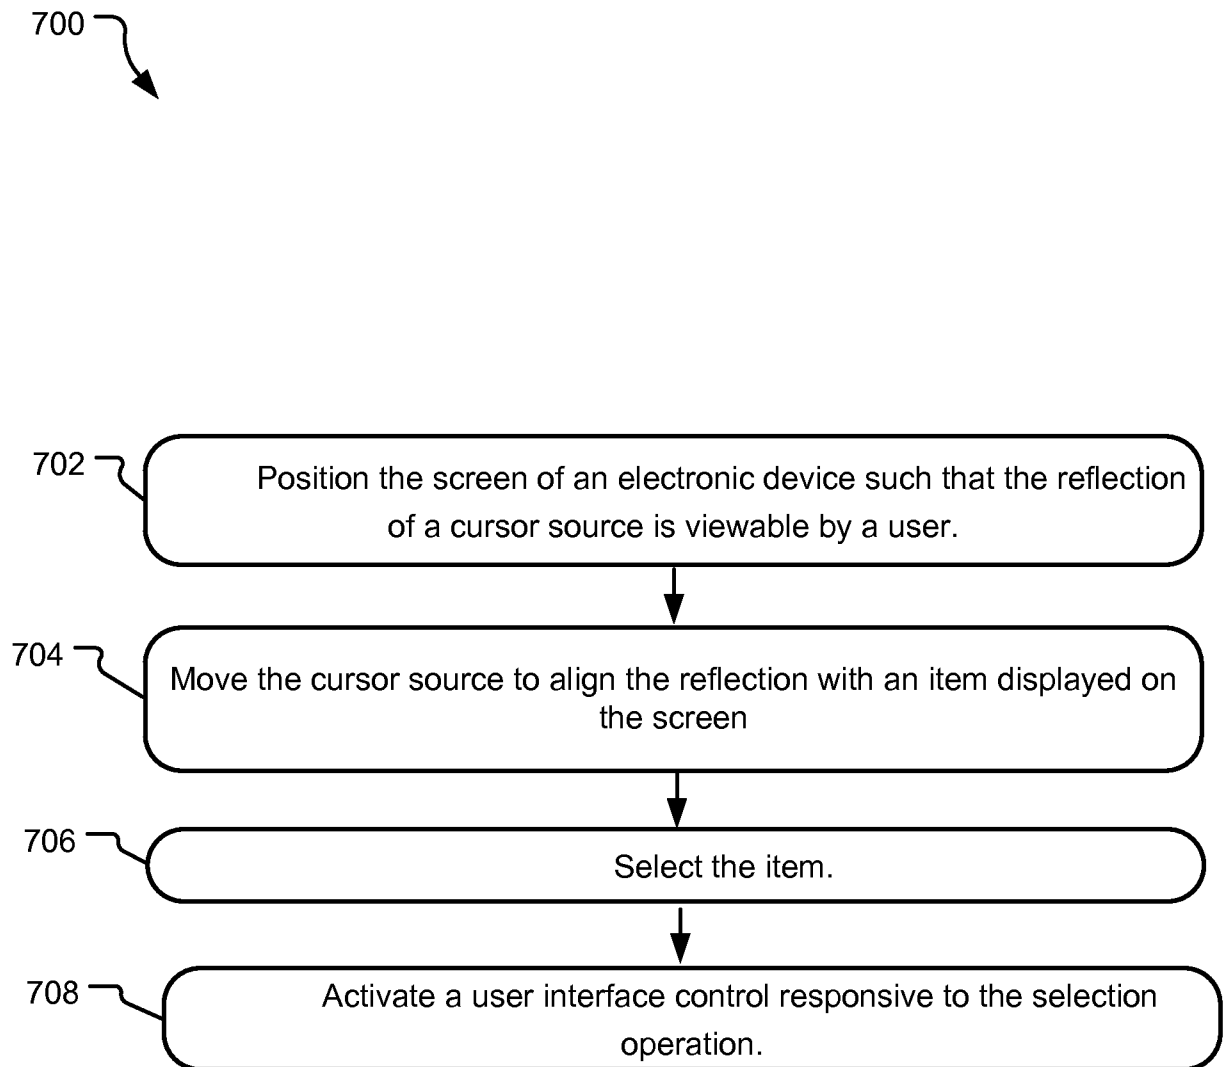 700
702
Position the screen of an electronic device such that the reflection
of a cursor source is viewable by a user.
704
Move the cursor source to align the reflection with an item displayed on
the screen
706
Select the item.
708
Activate a user interface control responsive to the selection
operation.